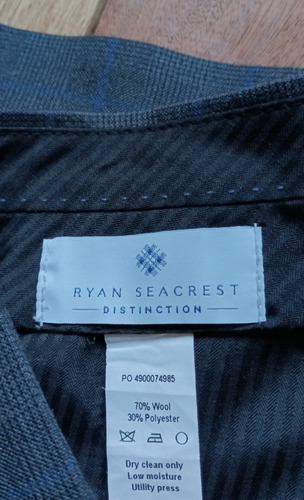 RYAN SEACREST
DISTINCTION
PO 4900074985
70% Wool
30% Polyester
Dry clean only
Low moisture
Utility press